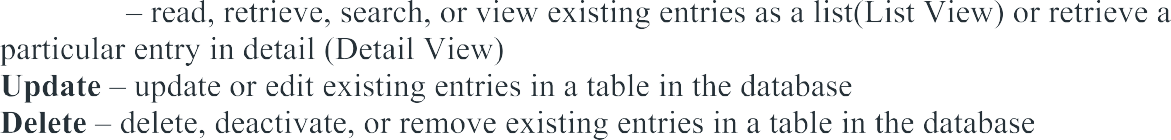 – read, retrieve, search, or view existing entries as a list(List View) or retrieve a
particular entry in detail (Detail View)
Update – update or edit existing entries in a table in the database
Delete – delete, deactivate, or remove existing entries in a table in the database